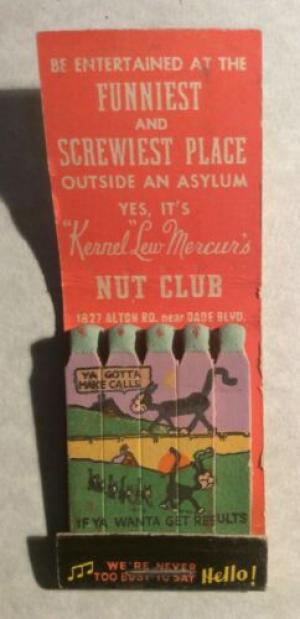 BE ENTERTAINED AT THE
FUNNIEST
AND
SCREWIEST PLACE
OUTSIDE AN ASYLUM
YES, IT'S
"Kernel" Lew Mercur's
NUT CLUB
1827 ALTON RD. near DADE BLVD.
YA GOTTA
MAKE CALLS
IF YA WANTA GET RESULTS
WE'RE NEVER
TOO BUSY TO SAY Hello!